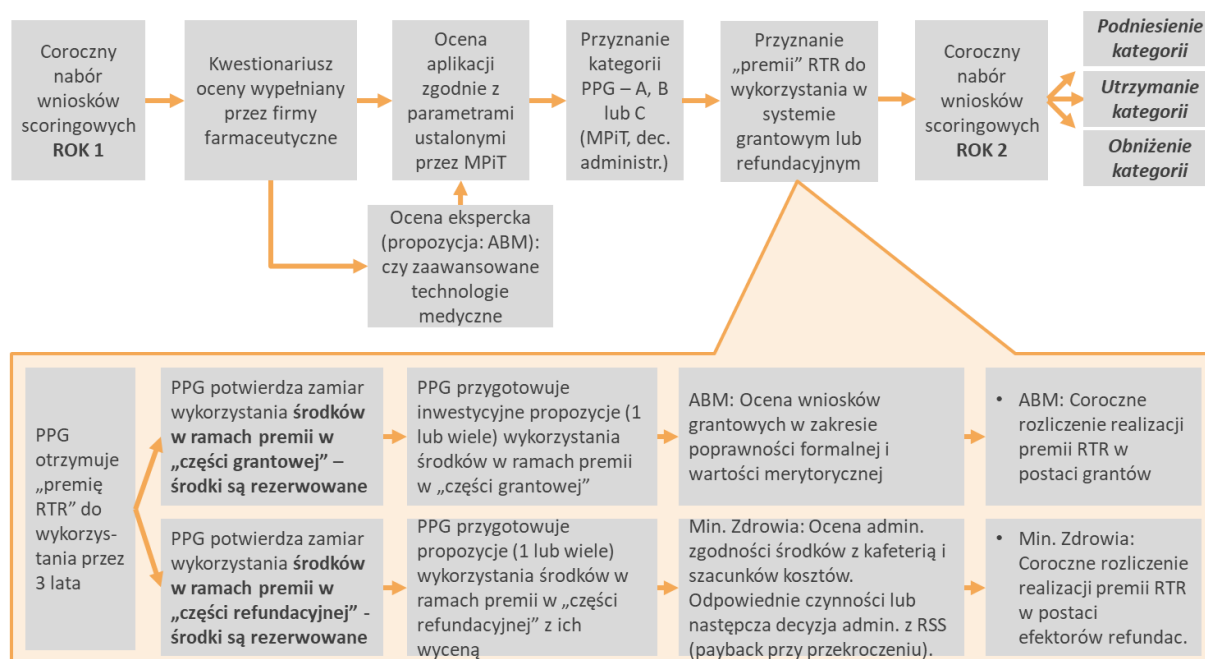 Coroczny
nabór
wniosków
scoringowych
ROK 1
Kwestionariusz
oceny wypełniany
przez firmy
farmaceutyczne
Ocena
aplikacji
zgodnie z
parametrami
ustalonymi
przez MPiT
Przyznanie
kategorii
PPG – A, B
lub C
(MPiT, dec.
administr.)
Przyznanie
„premii” RTR do
wykorzystania w
systemie
grantowym lub
refundacyjnym
Coroczny
nabór
wniosków
scoringowych
ROK 2
Podniesienie
kategorii
Utrzymanie
kategorii
Obniżenie
kategorii
Ocena ekspercka
(propozycja: ABM):
czy zaawansowane
technologie
medyczne
PPG
otrzymuje
„premię
RTR” do
wykorzys-
tania przez
3 lata
PPG potwierdza zamiar
wykorzystania środków
w ramach premii w
„części grantowej” –
środki są rezerwowane
PPG przygotowuje
inwestycyjne propozycje (1
lub wiele) wykorzystania
środków w ramach premii
w „części grantowej”
ABM: Ocena wniosków
grantowych w zakresie
poprawności formalnej i
wartości merytorycznej
• ABM: Coroczne
rozliczenie realizacji
premii RTR w
postaci grantów
PPG potwierdza zamiar
wykorzystania środków
w ramach premii w
„części refundacyjnej” -
środki są rezerwowane
PPG przygotowuje
propozycje (1 lub wiele)
wykorzystania środków w
ramach premii w „części
refundacyjnej” z ich
wyceną
Min. Zdrowia: Ocena admin.
zgodności środków z kafeterią i
szacunków kosztów.
Odpowiednie czynności lub
następcza decyzja admin. z RSS
(payback przy przekroczeniu).
• Min. Zdrowia:
Coroczne rozliczenie
realizacji premii RTR
w postaci
efektorów refundac.